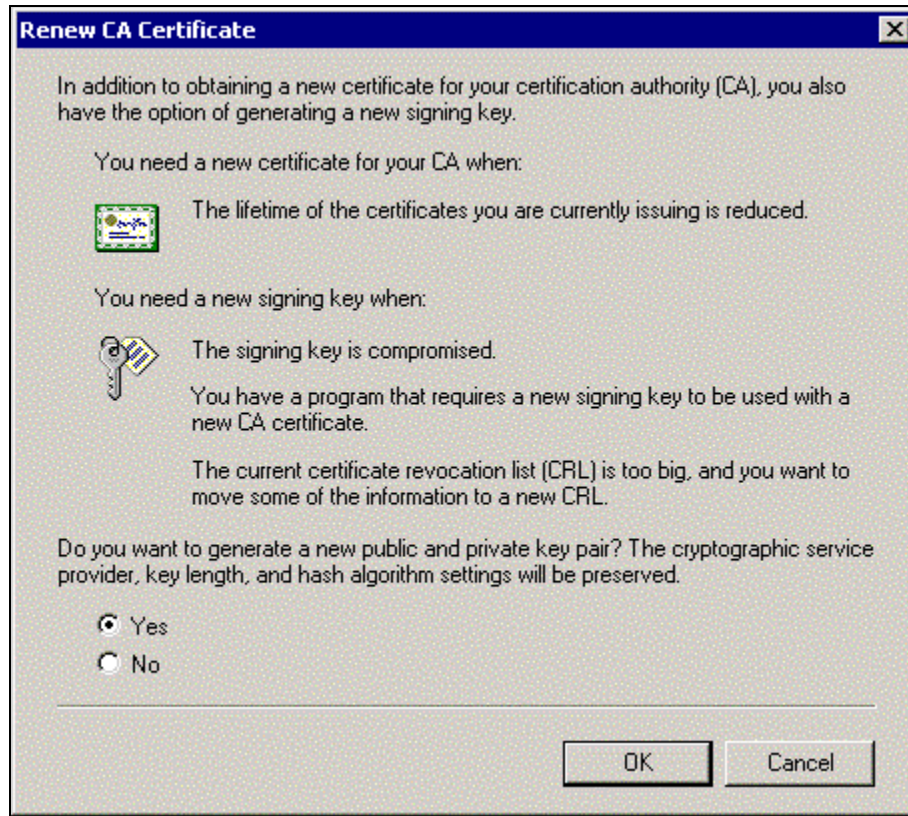 Renew CA Certificate
In addition to obtaining a new certificate for your certification authority (CA), you also
have the option of generating a new signing key.
You need a new certificate for your CA when:
The lifetime of the certificates you are currently issuing is reduced.
You need a new signing key when:
The signing key is compromised.
You have a program that requires a new signing key to be used with a
new CA certificate.
The current certificate revocation list (CRL) is too big, and you want to
move some of the information to a new CRL.
Do you want to generate a new public and private key pair? The cryptographic service
provider, key length, and hash algorithm settings will be preserved.
Yes
No
OK
Cancel